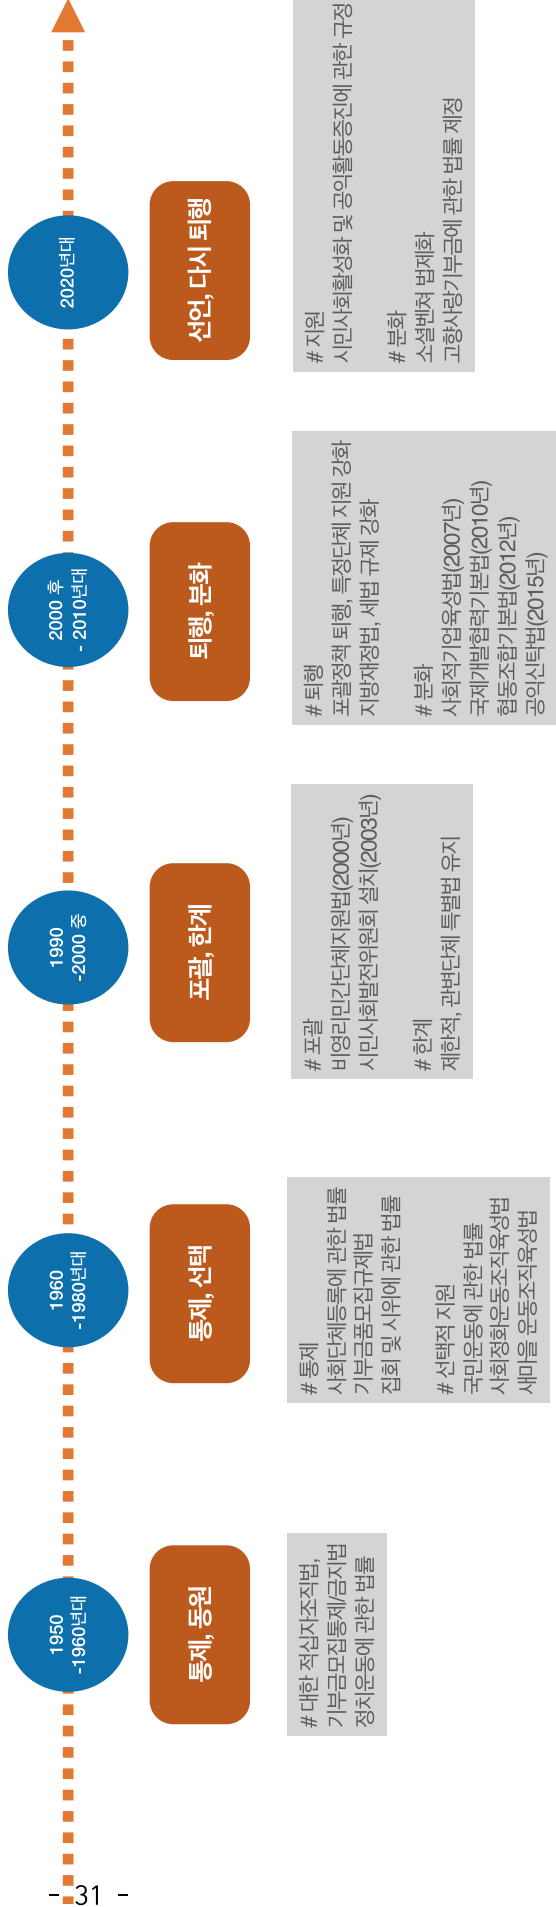 1950
-1960년대
통제, 동원
# 대한 적십자조직법,
기부금모집통제/금지법
정치운동에 관한 법률
1960
-1980년대
통제, 선택
# 통제
사회단체등록에 관한 법률
기부금품모집규제법
집회 및 시위에 관한 법률
# 선택적 지원
국민운동에 관한 법률
사회정화운동조직육성법
새마을 운동조직육성법
1990
-2000 중
포괄, 한계
# 포괄
비영리민간단체지원법(2000년)
시민사회발전위원회 설치(2003년)
# 한계
제한적, 관변단체 특별법 유지
2000 후
- 2010년대
퇴행, 분화
# 퇴행
포괄정책 퇴행, 특정단체 지원 강화
지방재정법, 세법 규제 강화
# 분화
사회적기업육성법(2007년)
국제개발협력기본법(2010년)
협동조합기본법(2012년)
공익신탁법(2015년)
2020년대
선언, 다시 퇴행
# 지원
시민사회활성화 및 공익활동증진에 관한 규정
# 분화
소셜벤처 법제화
고향사랑기부금에 관한 법률 제정
- 31 -